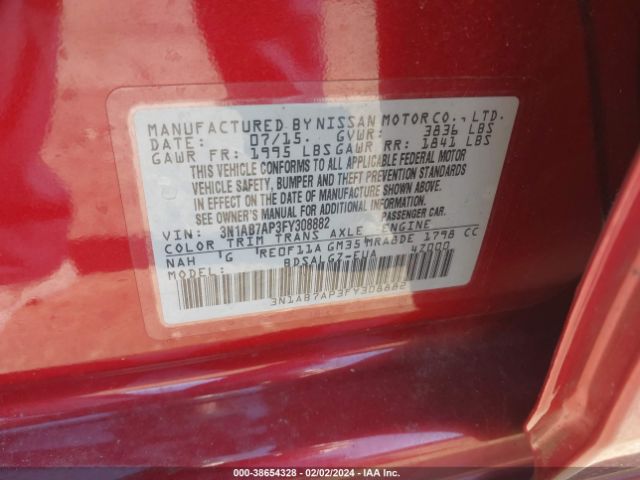 MANUFACTURED BY NISSAN MOTOR CO., LTD.
DATE: 07/15. GVWR: 3836 LBS
GAWR FR: 1995 LBS GAWR RR: 1841 LBS
THIS VEHICLE CONFORMS TO ALL APPLICABLE FEDERAL MOTOR
VEHICLE SAFETY, BUMPER AND THEFT PREVENTION STANDARDS
IN EFFECT ON THE DATE OF MANUFACTURE SHOWN ABOVE.
SEE OWNER'S MANUAL FOR ADDITIONAL INFORMATION.
VIN: 3N1AB7AP3FY308882 PASSENGER CAR.
COLOR TRIM TRANS AXLE ENGINE
NAH G RE0F11A GM35 MRA8DE 1798 CC
MODEL: BDSALGZ-EUA 47000
3N1AB7AP3FY308882
000-38654328 - 02/02/2024 - IAA Inc.